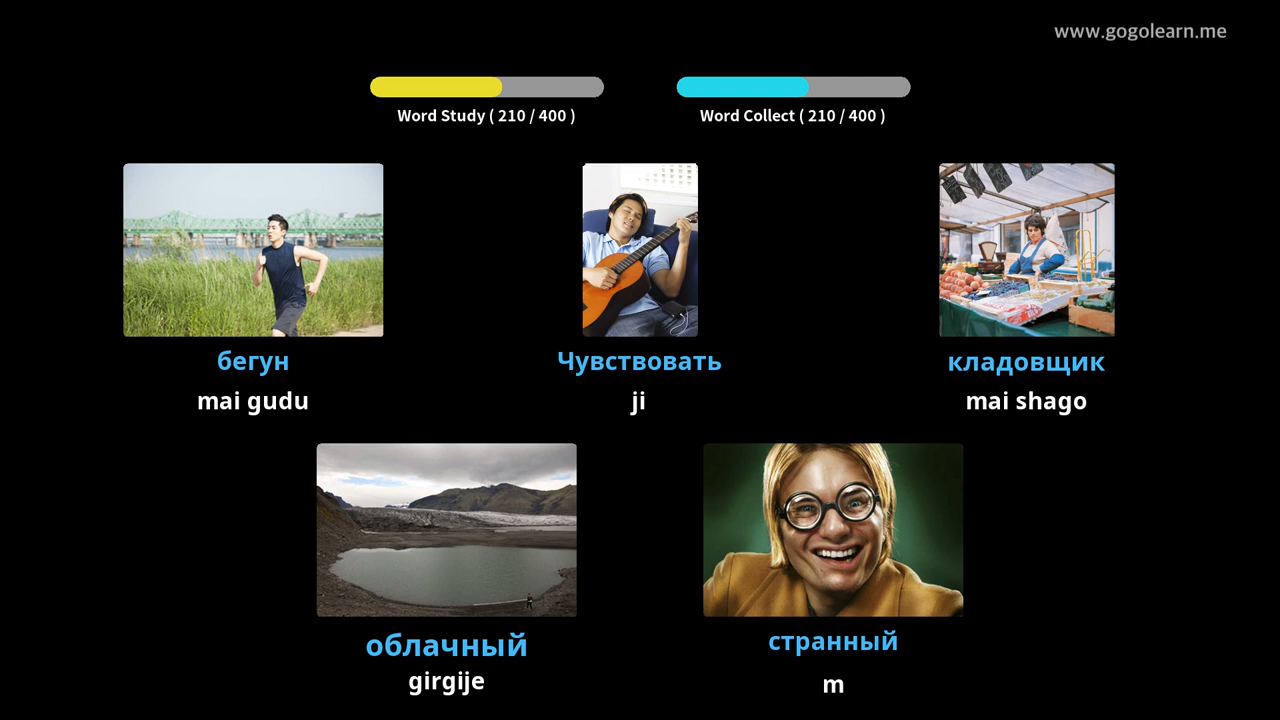 www.gogolearn.me
Word Study ( 210 / 400 )
Word Collect ( 210 / 400 )
бегун
mai gudu
Чувствовать
ji
кладовщик
mai shago
облачный
girgije
странный
m